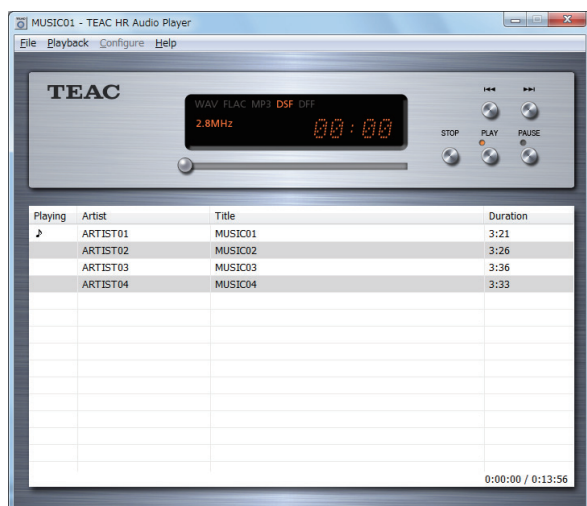 MUSIC01 - TEAC HR Audio Player
File Playback Configure Help
TEAC
WAV FLAC MP3 DSF DFF
2.8MHz
00:00
STOP PLAY PAUSE
Playing Artist Title Duration
♪ ARTIST01 MUSIC01 3:21
ARTIST02 MUSIC02 3:26
ARTIST03 MUSIC03 3:36
ARTIST04 MUSIC04 3:33
0:00:00 / 0:13:56